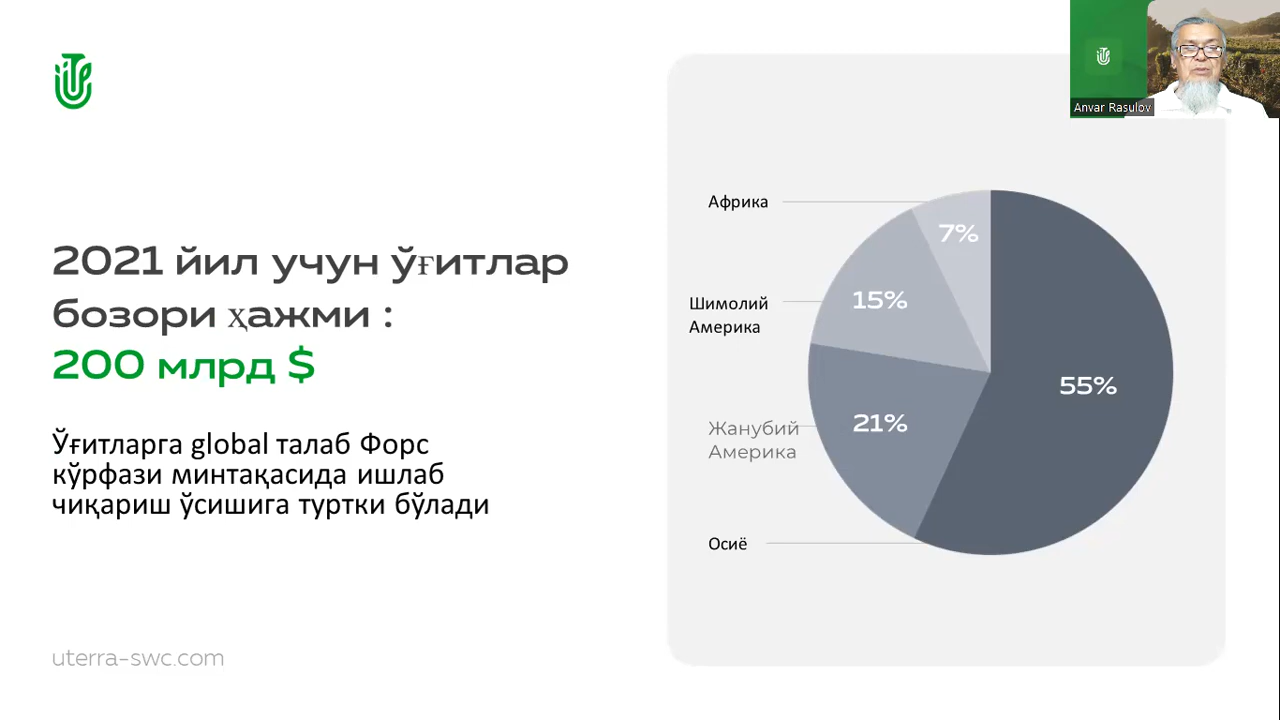 Anvar Rasulov
2021 йил учун ўғитлар
бозори ҳажми :
200 млрд $
Ўғитларга global талаб Форс
кўрфази минтақасида ишлаб
чиқариш ўсишига туртки бўлади
uterra-swc.com
Африка
7%
Шимолий
Америка
15%
55%
Жанубий
Америка
21%
Осиё